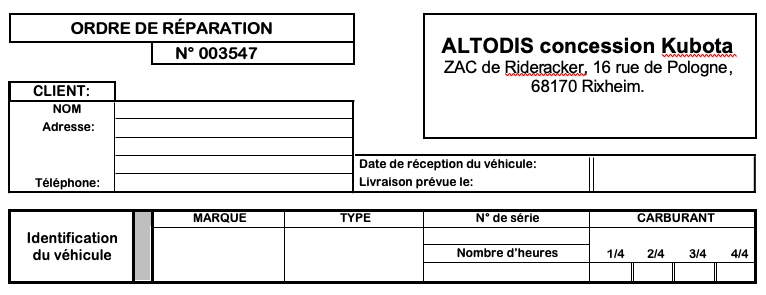 ORDRE DE RÉPARATION
N° 003547
ALTODIS concession Kubota
ZAC de Rideracker, 16 rue de Pologne,
68170 Rixheim.
CLIENT:
NOM
Adresse:
Téléphone:
Date de réception du véhicule:
Livraison prévue le:
Identification
du véhicule
MARQUE
TYPE
N° de série
Nombre d'heures
CARBURANT
1/4 2/4 3/4 4/4